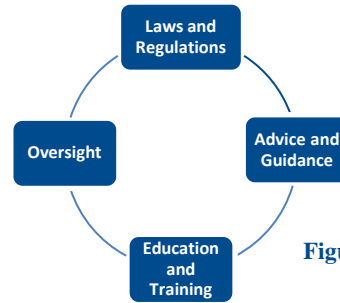 Laws and
Regulations
Advice and
Guidance
Oversight
Education
and
Training